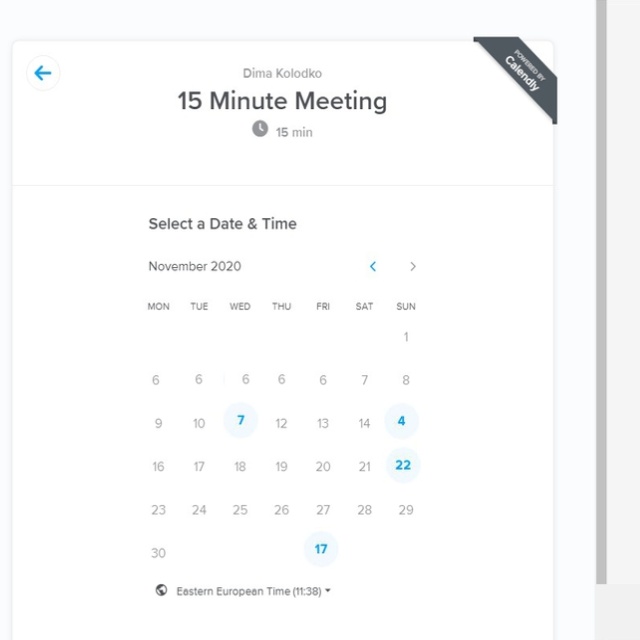 POWERED BY
Calendly
Dima Kolodko
15 Minute Meeting
15 min
Select a Date & Time
November 2020
MON TUE WED THU FRI SAT SUN
1
6 6 6 6 6 7 8
9 10 7 12 13 14 4
16 17 18 19 20 21 22
23 24 25 26 27 28 29
30 17
Eastern European Time (11:38)